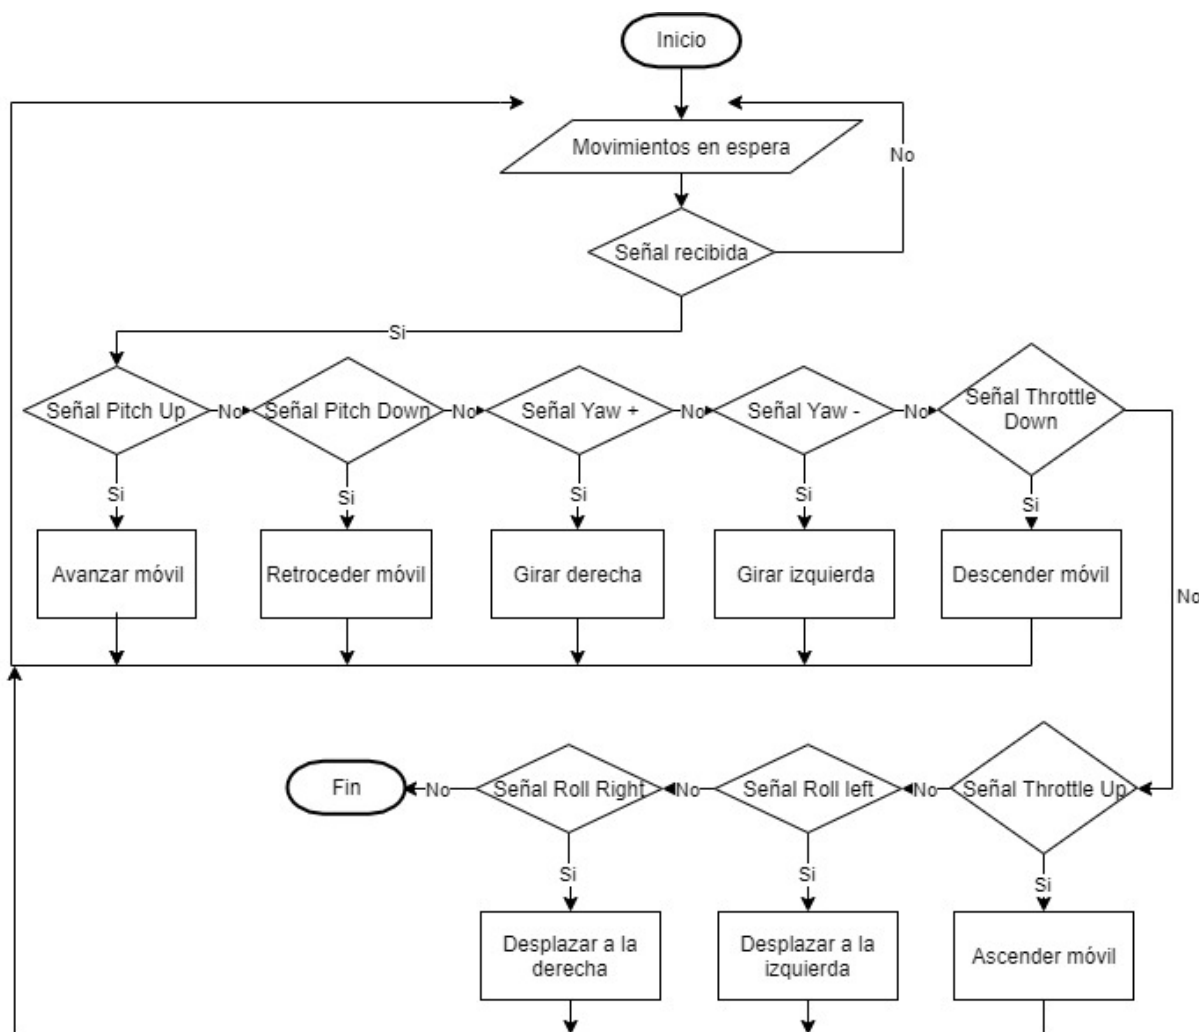 Inicio
Movimientos en espera
No
Señal recibida
Si
Señal Pitch Up
No
Señal Pitch Down
No
Señal Yaw +
No
Señal Yaw -
No
Señal Throttle
Down
Si
Si
Si
Si
Si
Avanzar móvil
Retroceder móvil
Girar derecha
Girar izquierda
Descender móvil
No
Fin
No
Señal Roll Right
No
Señal Roll left
No
Señal Throttle Up
Si
Si
Si
Desplazar a la
derecha
Desplazar a la
izquierda
Ascender móvil